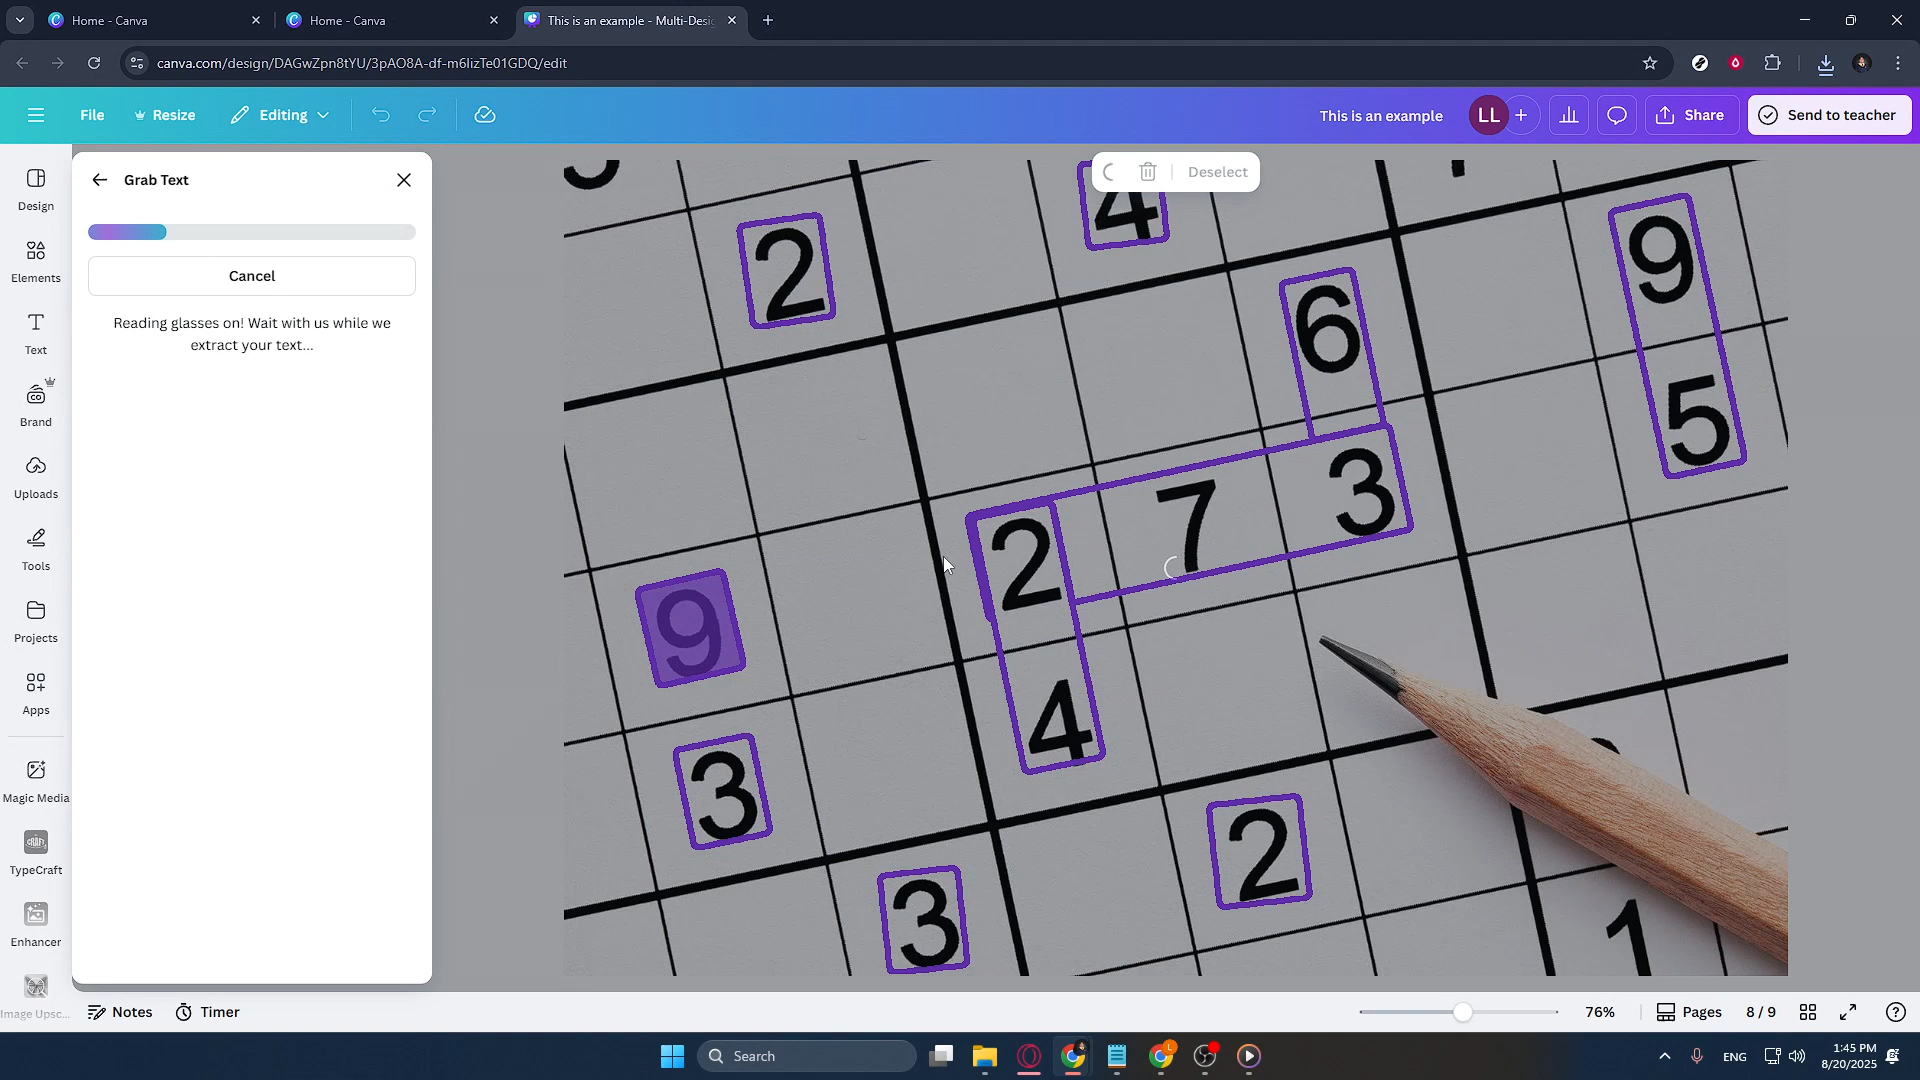 Home - Canva
Home - Canva
This is an example - Multi-Desi
canva.com/design/DAGwZpn8tYU/3pAO8A-df-m6lizTe01GDQ/edit
File
Resize
Editing
This is an example
LL
Share
Send to teacher
Design
Elements
Text
Brand
Uploads
Tools
Projects
Apps
Magic Media
CRAFT
TypeCraft
Enhancer
Image Upsc...
Grab Text
Cancel
Reading glasses on! Wait with us while we
extract your text...
Deselect
4
2
9
6
5
2 7 3
9
4
3
2
3
1
Notes
Timer
76%
Pages
8 / 9
Search
ENG
1:45 PM
8/20/2025